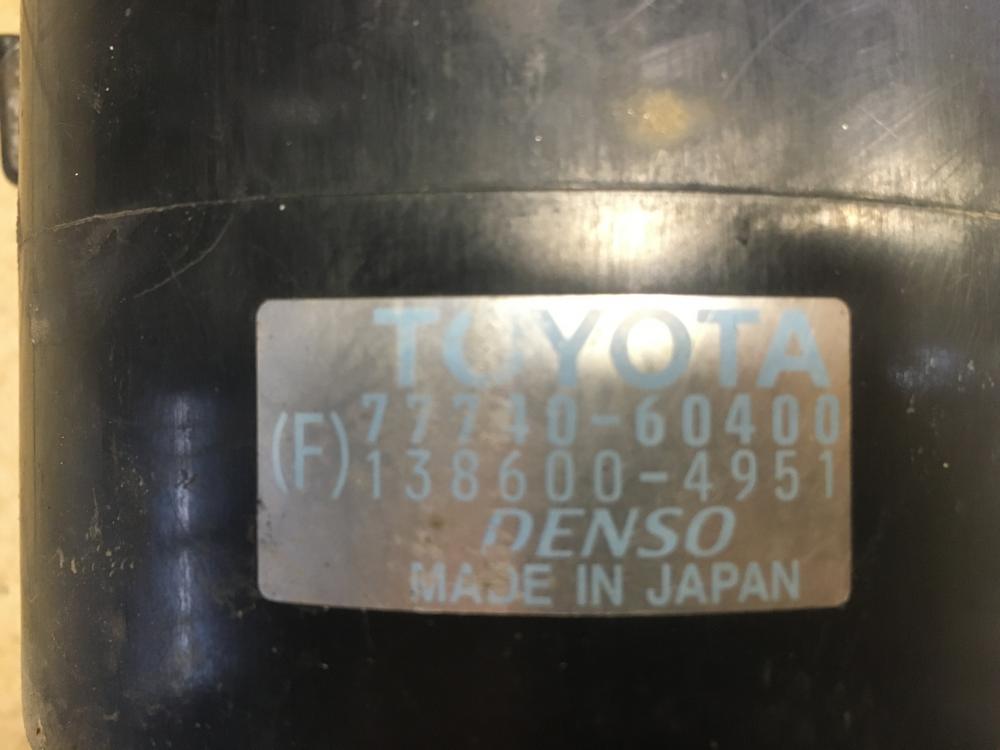 TOYOTA
(F) 77740-60400
138600-4951
DENSO
MADE IN JAPAN